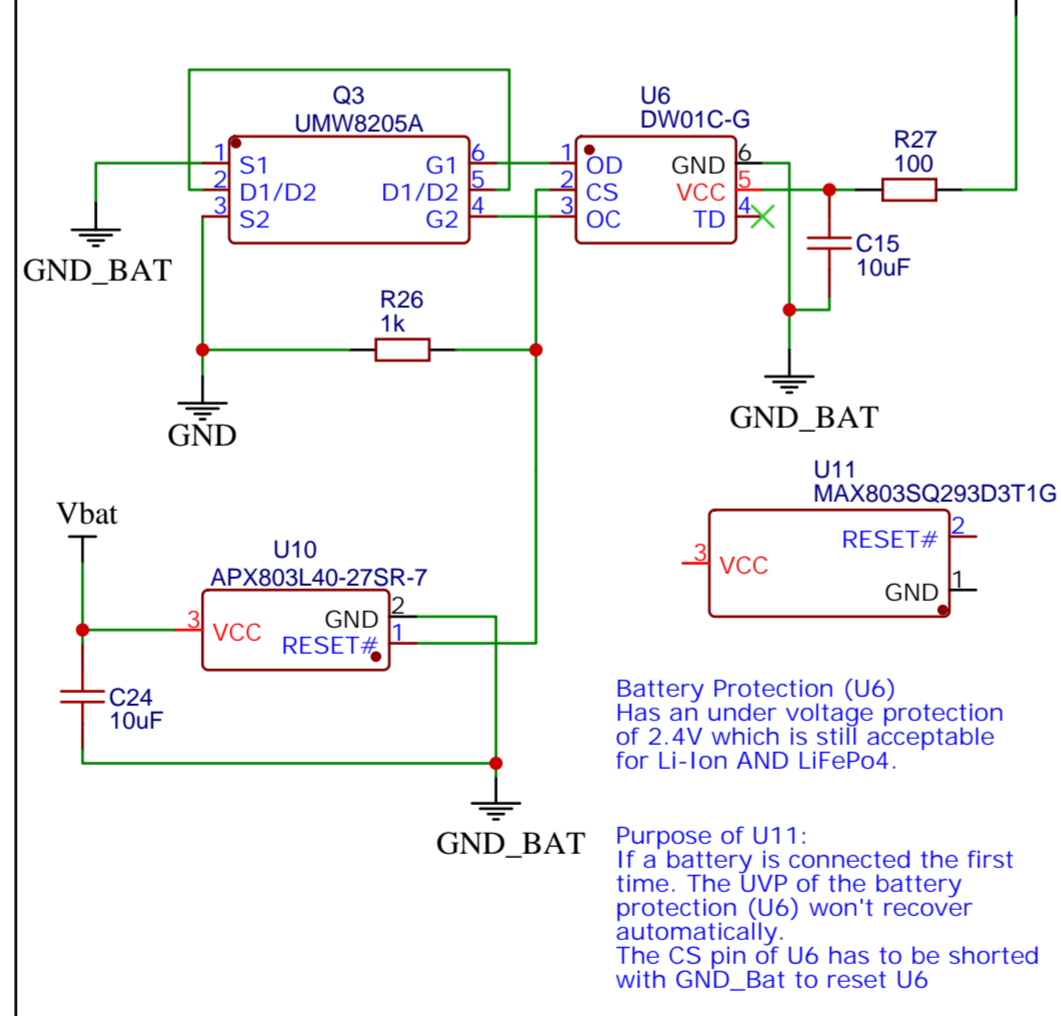 Q3
UMW8205A
1 S1
2 D1/D2
3 S2
G1 6
D1/D2 5
G2 4
U6
DW01C-G
1 OD
2 CS
3 OC
GND 6
VCC 5
TD 4
R27
100
C15
10uF
GND_BAT
R26
1k
GND
GND_BAT
Vbat
U10
APX803L40-27SR-7
3 VCC
GND 2
RESET# 1
C24
10uF
GND_BAT
U11
MAX803SQ293D3T1G
RESET# 2
3 VCC
GND 1
Battery Protection (U6)
Has an under voltage protection
of 2.4V which is still acceptable
for Li-Ion AND LiFePo4.
Purpose of U11:
If a battery is connected the first
time. The UVP of the battery
protection (U6) won't recover
automatically.
The CS pin of U6 has to be shorted
with GND_Bat to reset U6